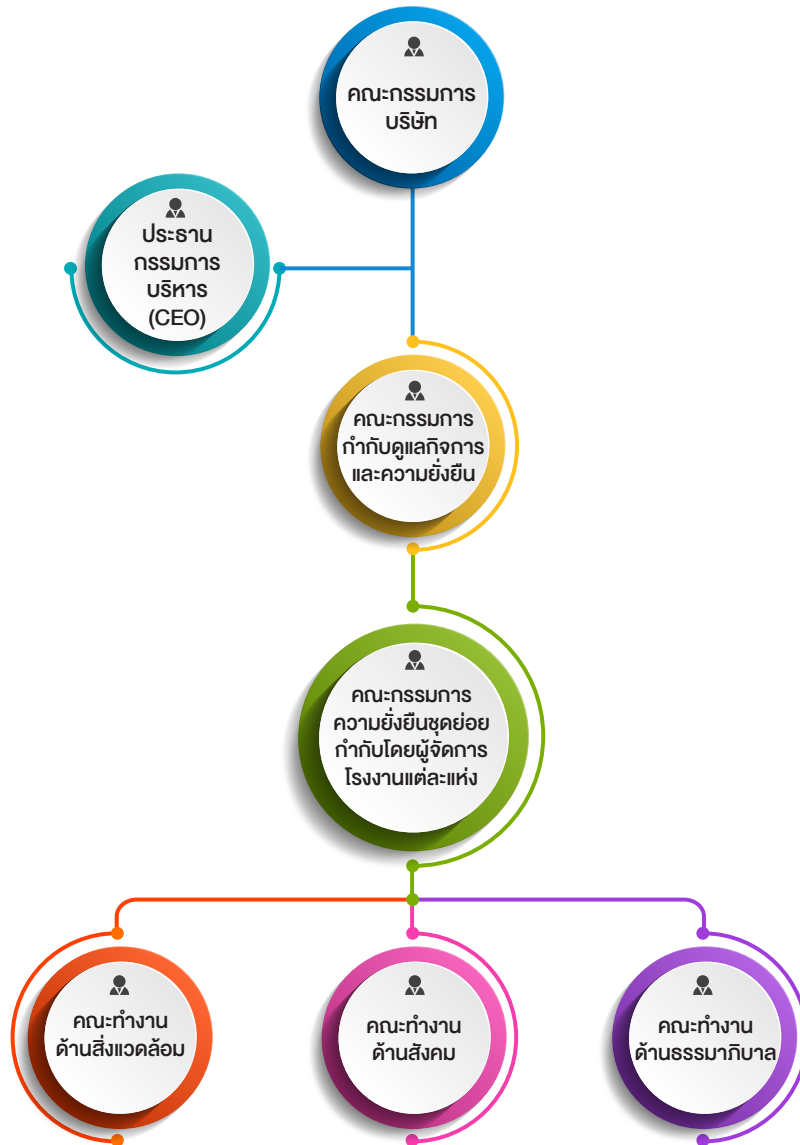 คณะกรรมการ
บริษัท
ประธาน
กรรมการ
บริหาร
(CEO)
คณะกรรมการ
กำกับดูแลกิจการ
และความยั่งยืน
คณะกรรมการ
ความยั่งยืนชุดย่อย
กำกับโดยผู้จัดการ
โรงงานแต่ละแห่ง
คณะทำงาน
ด้านสิ่งแวดล้อม
คณะทำงาน
ด้านสังคม
คณะทำงาน
ด้านธรรมาภิบาล